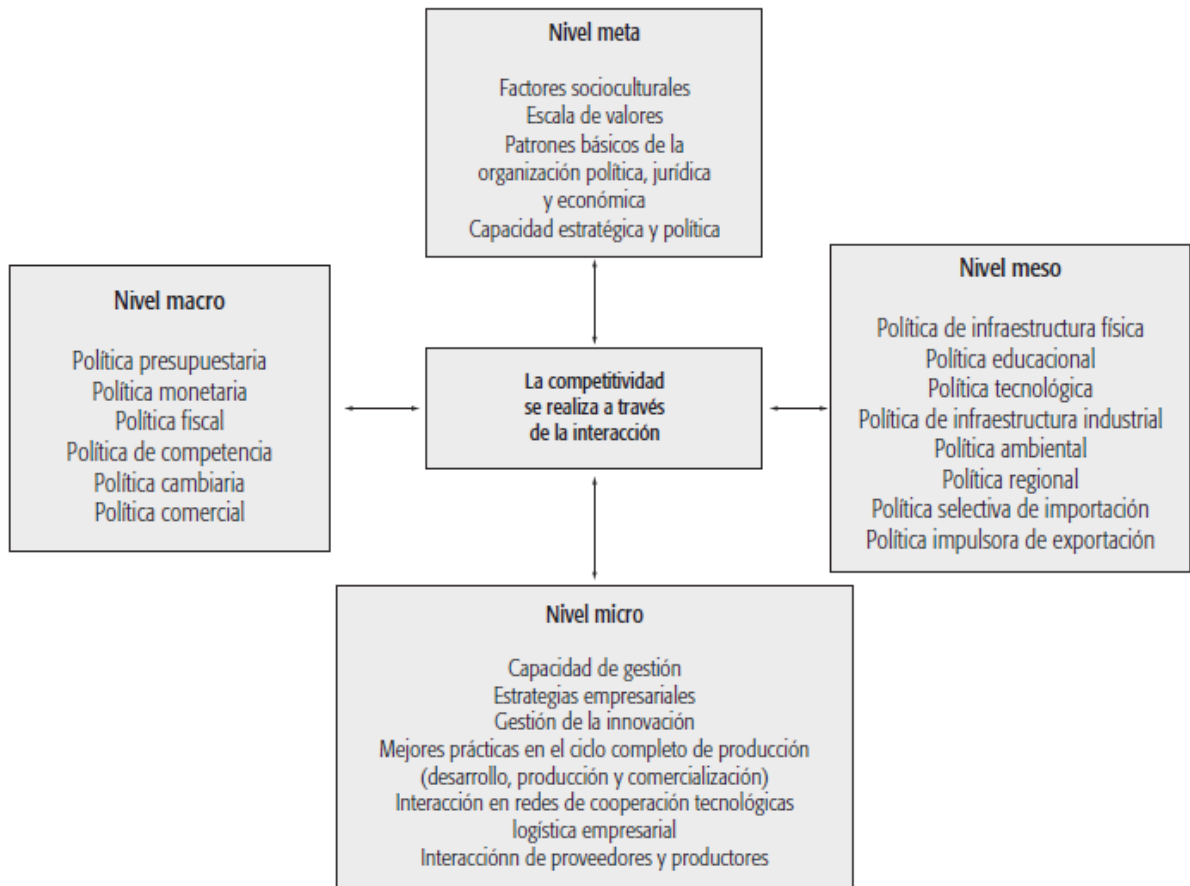 Nivel meta
Factores socioculturales
Escala de valores
Patrones básicos de la
organización política, jurídica
y económica
Capacidad estratégica y política
Nivel macro
Política presupuestaria
Política monetaria
Política fiscal
Política de competencia
Política cambiaria
Política comercial
La competitividad
se realiza a través
de la interacción
Nivel meso
Política de infraestructura física
Política educacional
Política tecnológica
Política de infraestructura industrial
Política ambiental
Política regional
Política selectiva de importación
Política impulsora de exportación
Nivel micro
Capacidad de gestión
Estrategias empresariales
Gestión de la innovación
Mejores prácticas en el ciclo completo de producción
(desarrollo, producción y comercialización)
Interacción en redes de cooperación tecnológicas
logística empresarial
Interacciónn de proveedores y productores